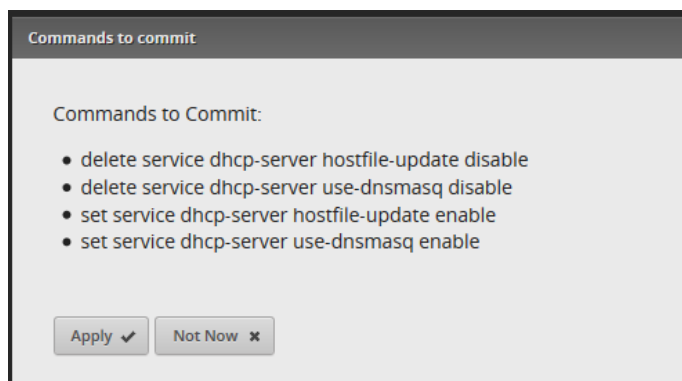 Commands to commit
Commands to Commit:
• delete service dhcp-server hostfile-update disable
• delete service dhcp-server use-dnsmasq disable
• set service dhcp-server hostfile-update enable
• set service dhcp-server use-dnsmasq enable
Apply ✔ Not Now ✖